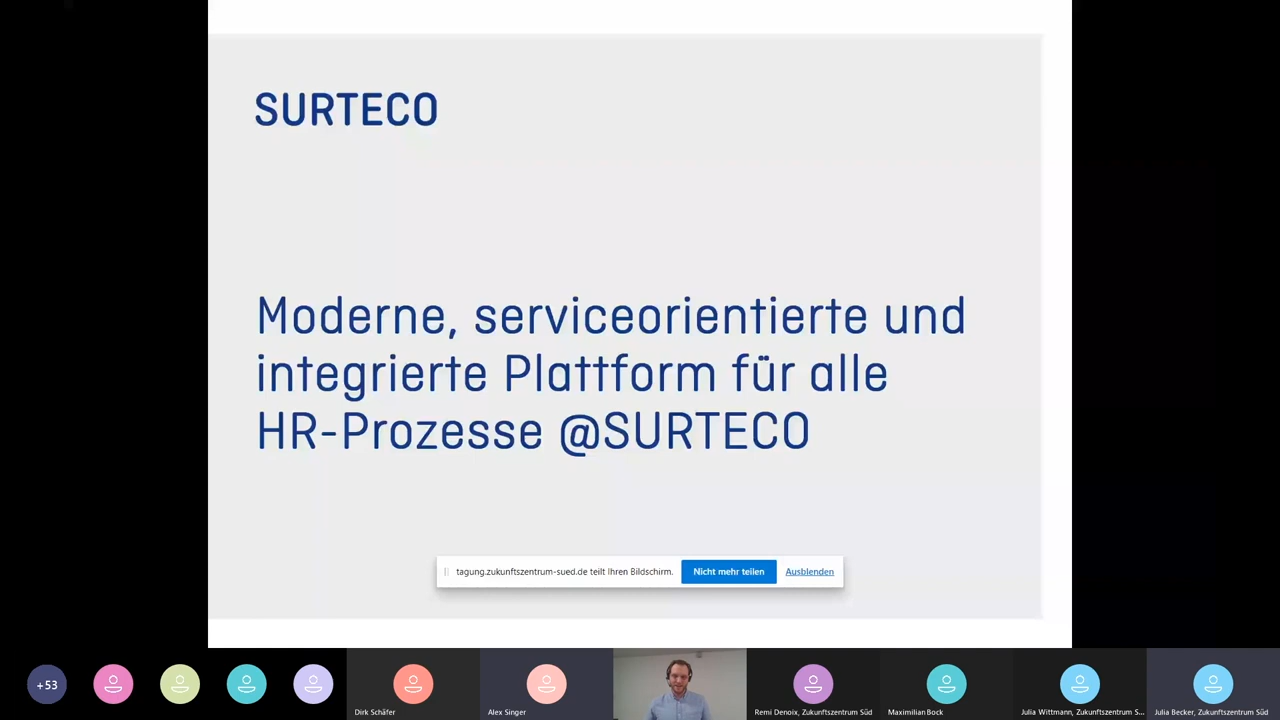 SURTECO
Moderne, serviceorientierte und
integrierte Plattform für alle
HR-Prozesse @SURTECO
tagung.zukunftszentrum-sued.de teilt Ihren Bildschirm.
Nicht mehr teilen
Ausblenden
+53
Dirk Schäfer
Alex Singer
Remi Denoix, Zukunftszentrum Süd
Maximilian Bock
Julia Wittmann, Zukunftszentrum S...
Julia Becker, Zukunftszentrum Süd